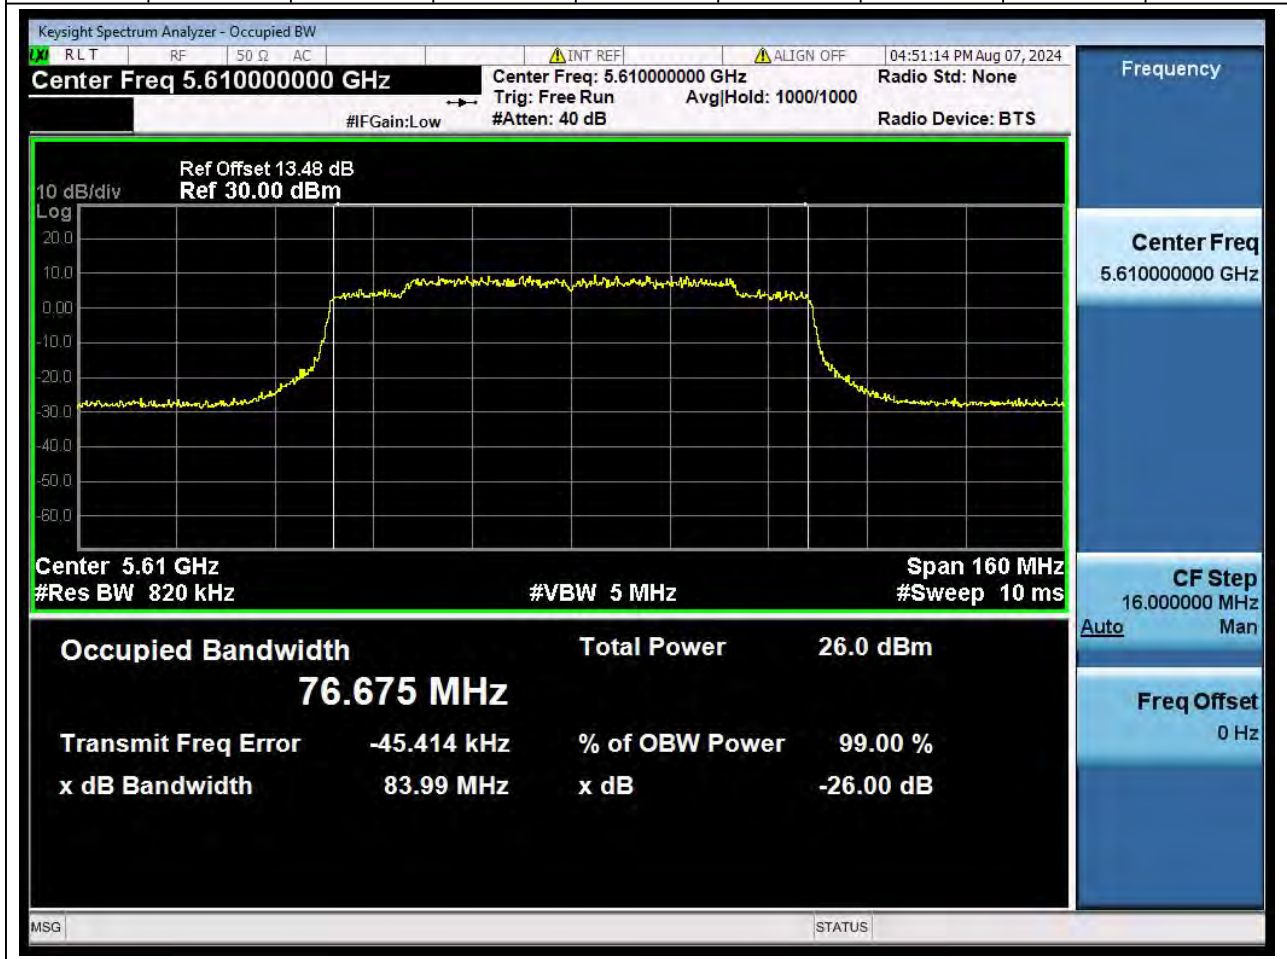 Keysight Spectrum Analyzer - Occupied BW
LXI RLT RF 50 Ω AC INT REF ALIGN OFF 04:51:14 PM Aug 07, 2024
Center Freq 5.610000000 GHz
Center Freq: 5.610000000 GHz Radio Std: None
Trig: Free Run Avg|Hold: 1000/1000
#IFGain:Low #Atten: 40 dB Radio Device: BTS
Ref Offset 13.48 dB
10 dB/div Ref 30.00 dBm
Log
20.0
10.0
0.00
-10.0
-20.0
-30.0
-40.0
-50.0
-60.0
Center 5.61 GHz Span 160 MHz
#Res BW 820 kHz #VBW 5 MHz #Sweep 10 ms
Occupied Bandwidth Total Power 26.0 dBm
76.675 MHz
Transmit Freq Error -45.414 kHz % of OBW Power 99.00 %
x dB Bandwidth 83.99 MHz x dB -26.00 dB
MSG STATUS
Frequency
Center Freq
5.610000000 GHz
CF Step
16.000000 MHz
Auto Man
Freq Offset
0 Hz